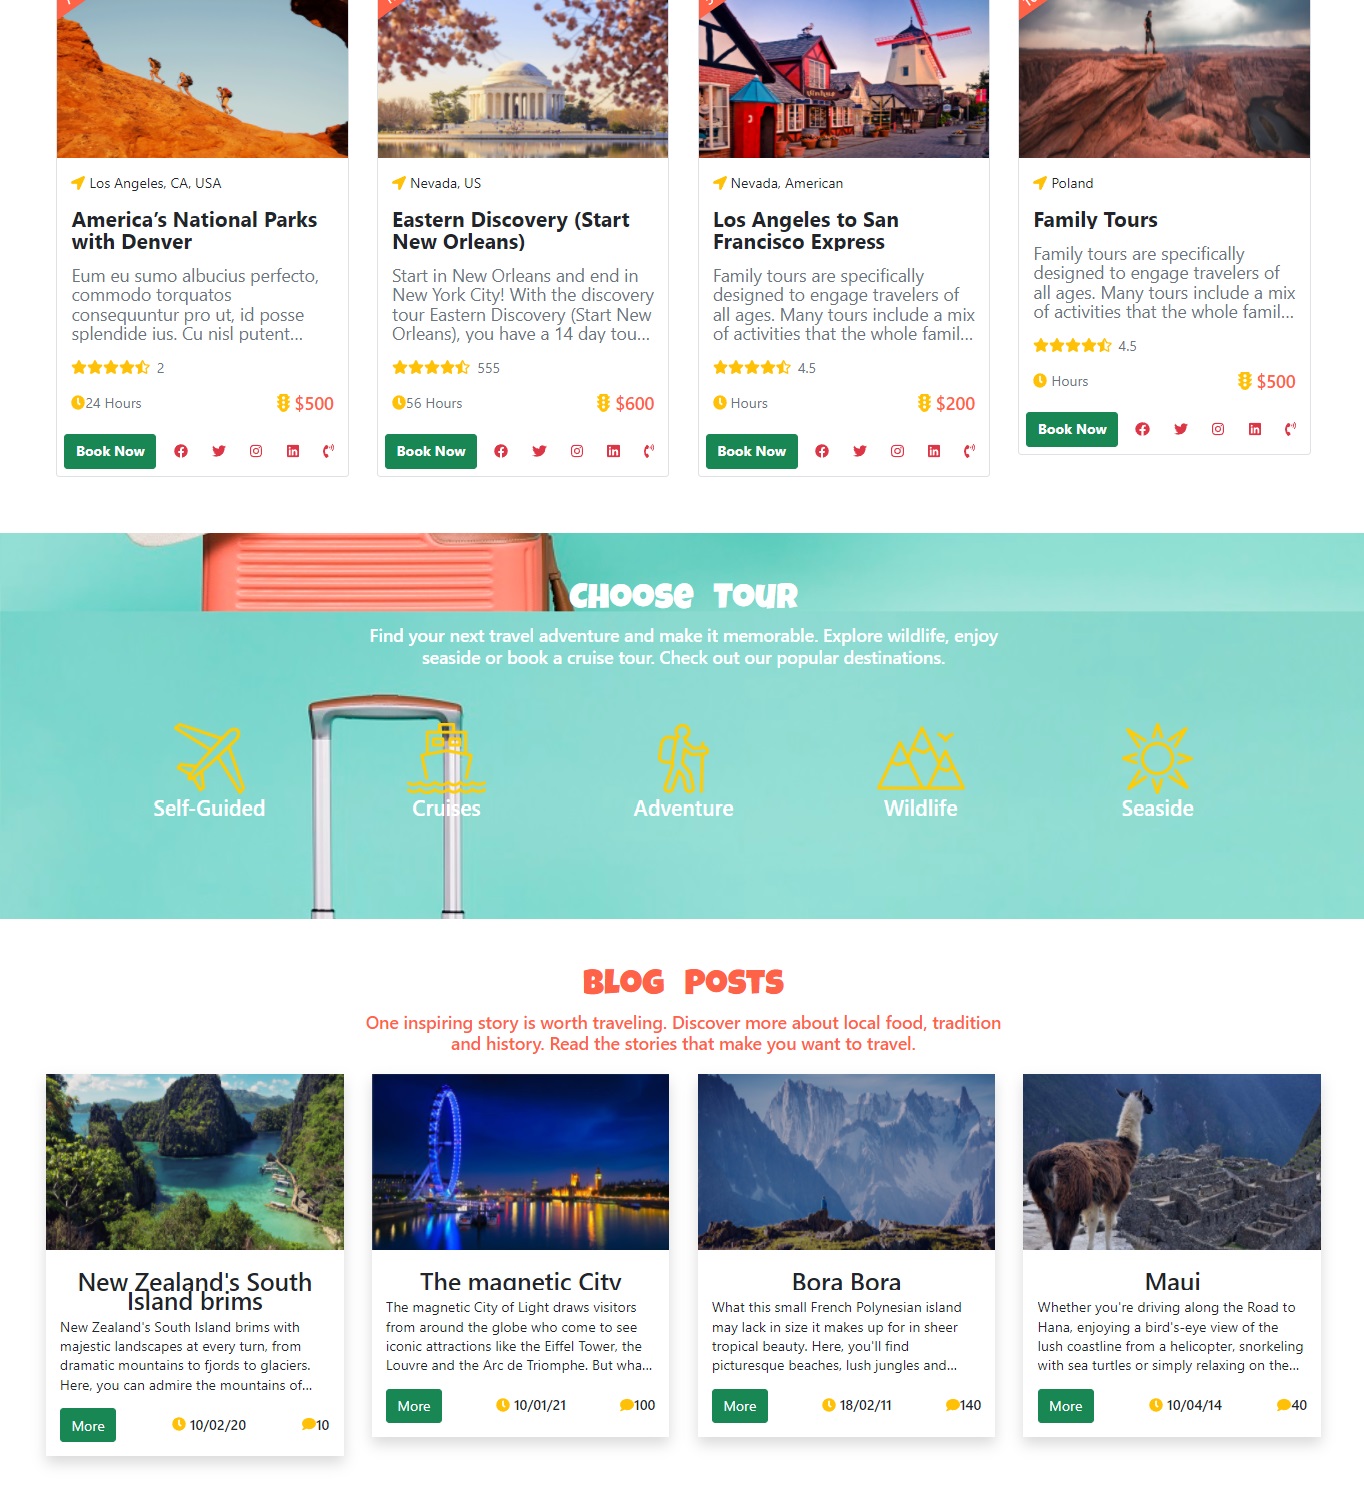 Los Angeles, CA, USA
America's National Parks
with Denver
Eum eu sumo albucius perfecto,
commodo torquatos
consequuntur pro ut, id posse
splendide ius. Cu nisl putent...
2
24 Hours
$500
Book Now
Nevada, US
Eastern Discovery (Start
New Orleans)
Start in New Orleans and end in
New York City! With the discovery
tour Eastern Discovery (Start New
Orleans), you have a 14 day tou...
555
56 Hours
$600
Book Now
Nevada, American
Los Angeles to San
Francisco Express
Family tours are specifically
designed to engage travelers of
all ages. Many tours include a mix
of activities that the whole famil...
4.5
Hours
$200
Book Now
Poland
Family Tours
Family tours are specifically
designed to engage travelers of
all ages. Many tours include a mix
of activities that the whole famil...
4.5
Hours
$500
Book Now
Choose Tour
Find your next travel adventure and make it memorable. Explore wildlife, enjoy
seaside or book a cruise tour. Check out our popular destinations.
Self-Guided
Cruises
Adventure
Wildlife
Seaside
Blog Posts
One inspiring story is worth traveling. Discover more about local food, tradition
and history. Read the stories that make you want to travel.
New Zealand's South
Island brims
New Zealand's South Island brims with
majestic landscapes at every turn, from
dramatic mountains to fjords to glaciers.
Here, you can admire the mountains of...
More
10/02/20
10
The magnetic City
The magnetic City of Light draws visitors
from around the globe who come to see
iconic attractions like the Eiffel Tower, the
Louvre and the Arc de Triomphe. But wha...
More
10/01/21
100
Bora Bora
What this small French Polynesian island
may lack in size it makes up for in sheer
tropical beauty. Here, you'll find
picturesque beaches, lush jungles and...
More
18/02/11
140
Maui
Whether you're driving along the Road to
Hana, enjoying a bird's-eye view of the
lush coastline from a helicopter, snorkeling
with sea turtles or simply relaxing on the...
More
10/04/14
40